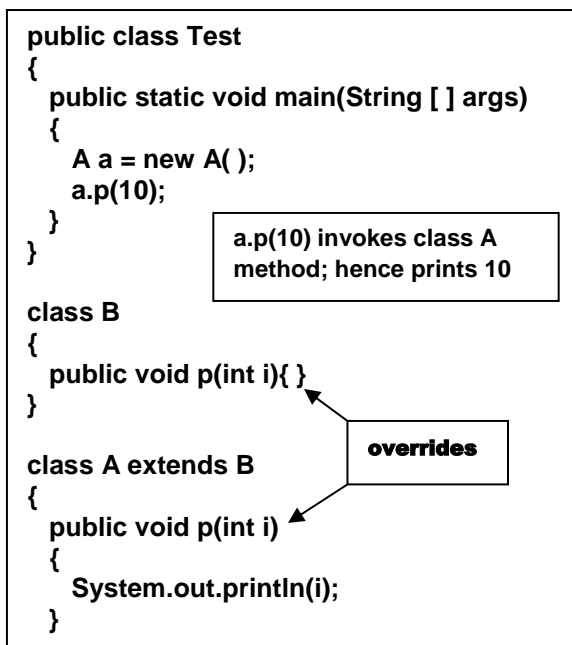 public class Test
{
public static void main(String [ ] args)
{
A a = new A( );
a.p(10);
}
}
a.p(10) invokes class A
method; hence prints 10
class B
{
public void p(int i){ }
}
overrides
class A extends B
{
public void p(int i)
{
System.out.println(i);
}